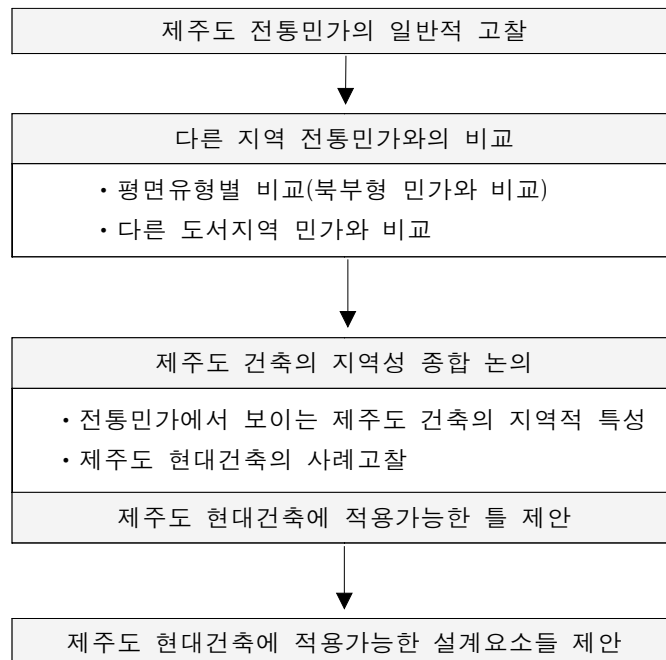 제주도 전통민가의 일반적 고찰
다른 지역 전통민가와의 비교
・평면유형별 비교(북부형 민가와 비교)
・다른 도서지역 민가와 비교
제주도 건축의 지역성 종합 논의
・전통민가에서 보이는 제주도 건축의 지역적 특성
・제주도 현대건축의 사례고찰
제주도 현대건축에 적용가능한 틀 제안
제주도 현대건축에 적용가능한 설계요소들 제안